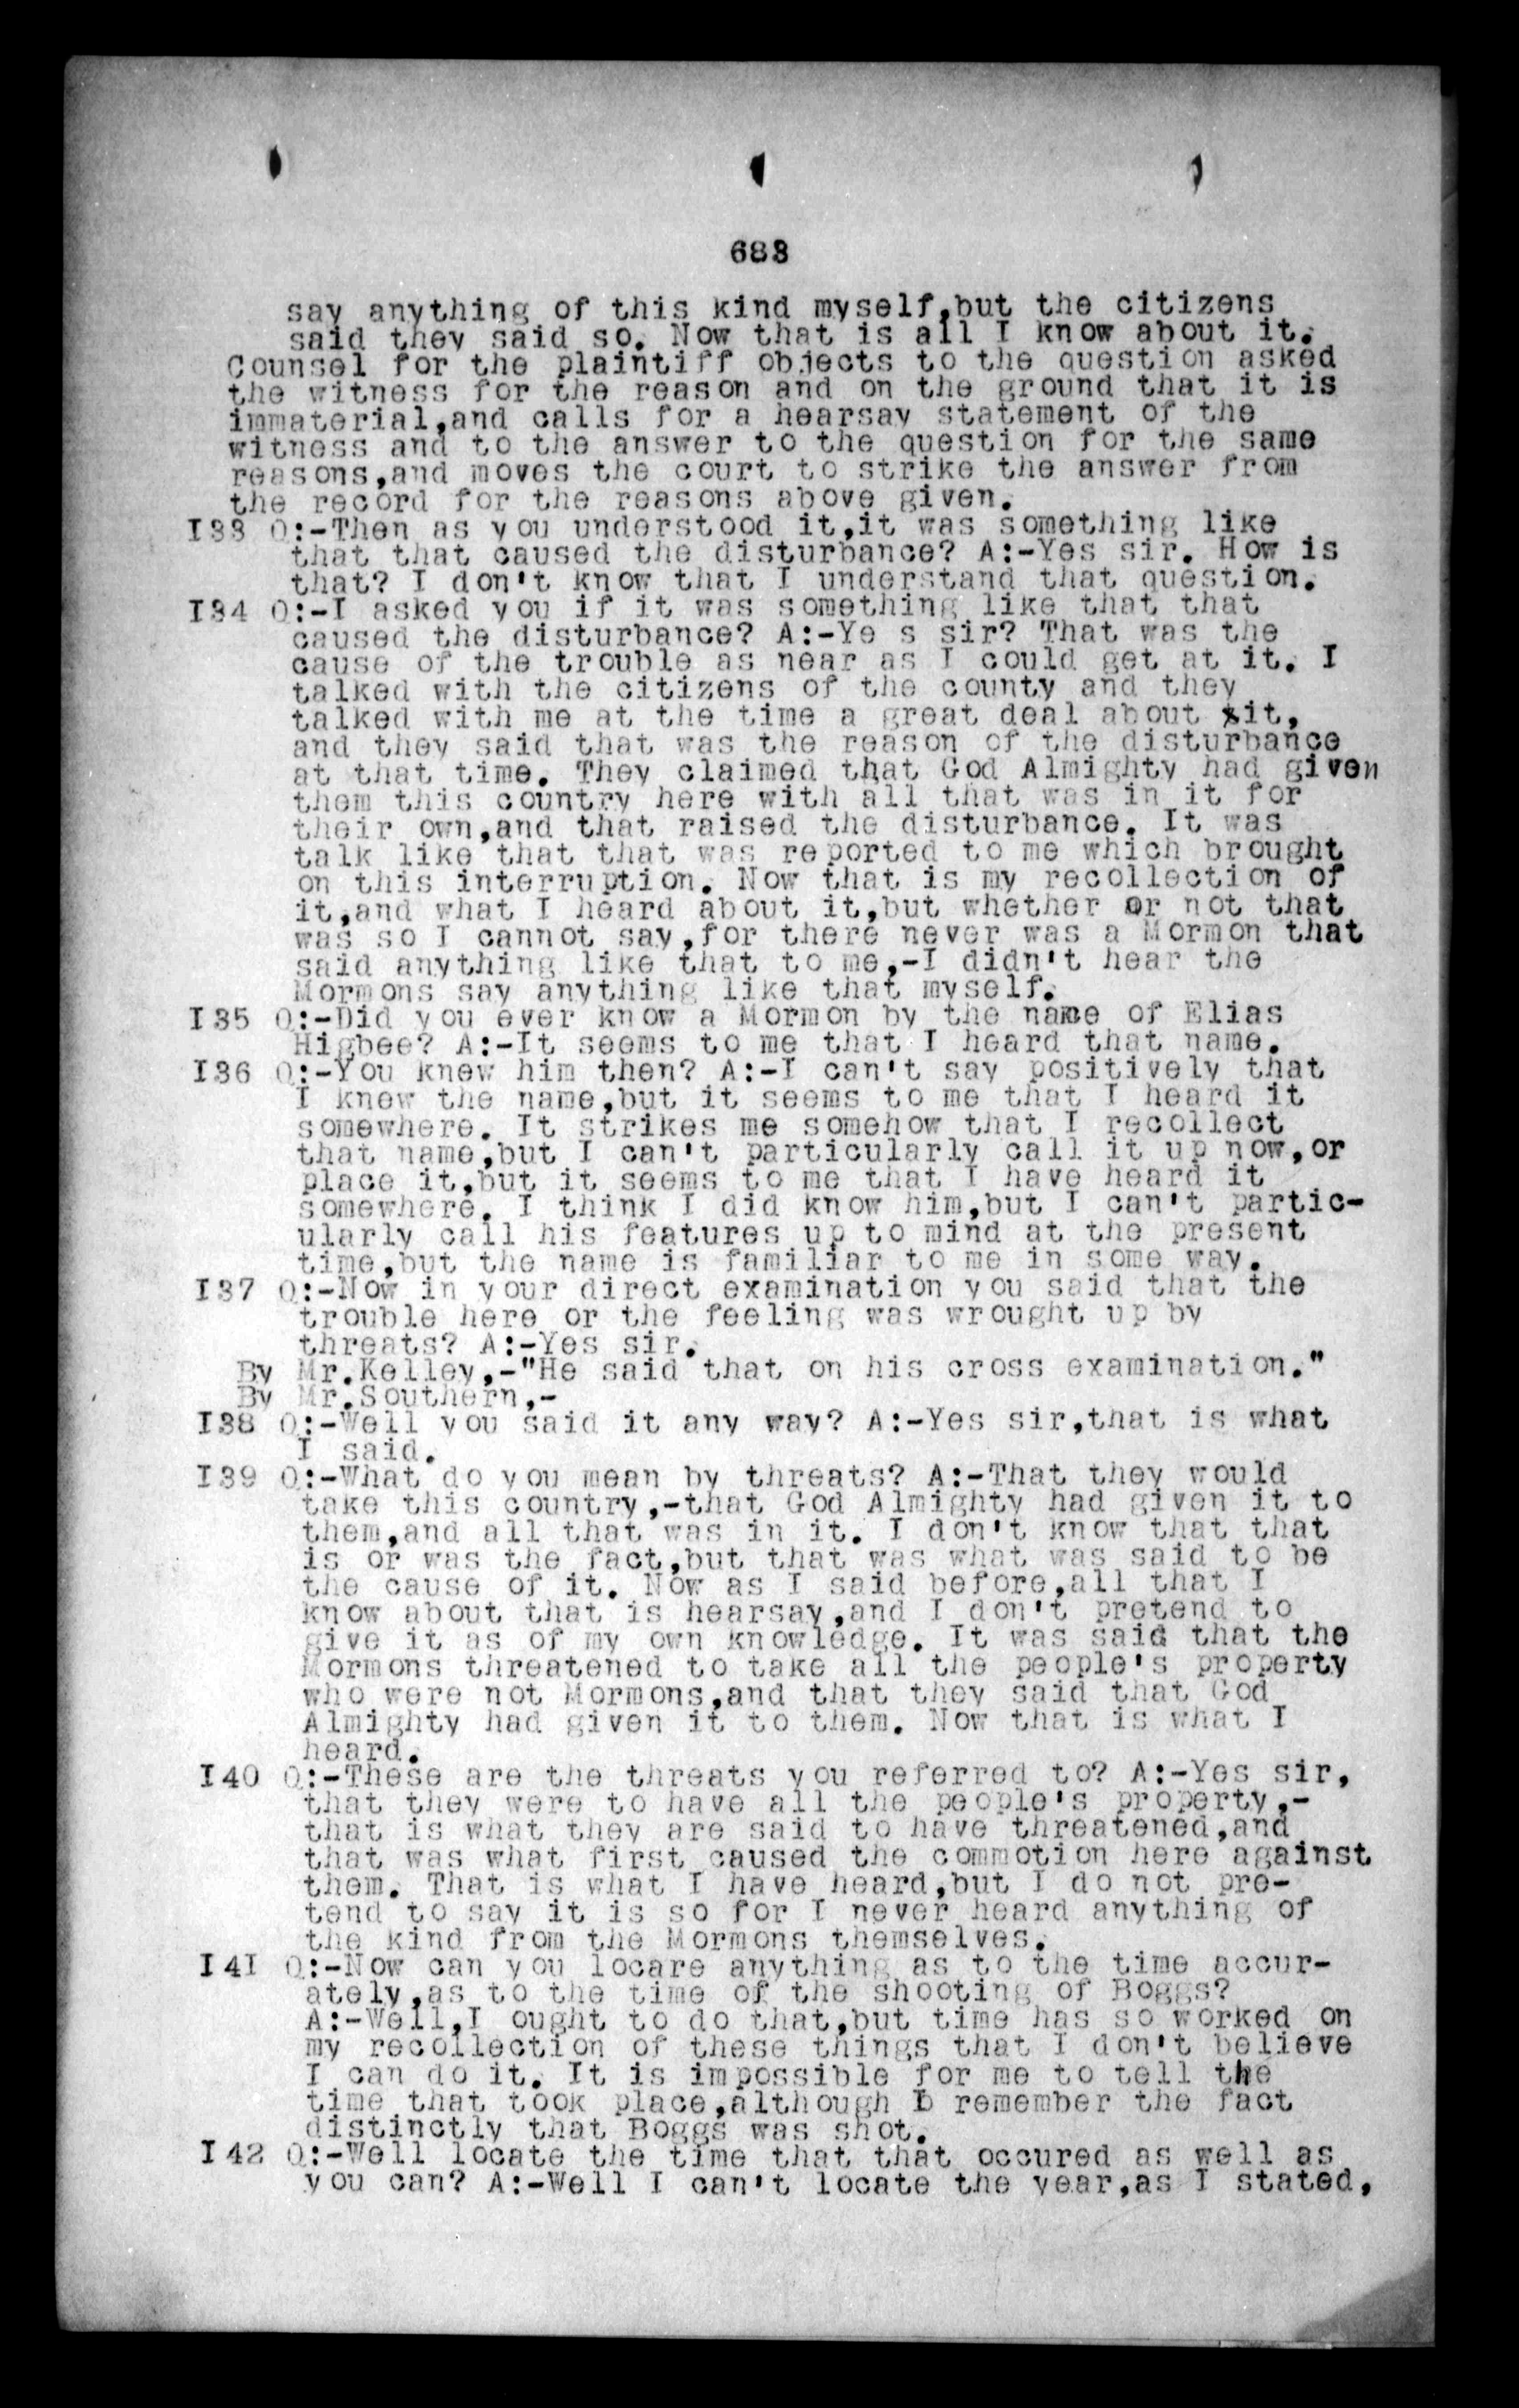 683
say anything of this kind myself,but the citizens
said they said so. Now that is all I know about it.
Counsel for the plaintiff objects to the question asked
the witness for the reason and on the ground that it is
immaterial,and calls for a hearsay statement of the
witness and to the answer to the question for the same
reasons,and moves the court to strike the answer from
the record for the reasons above given.
I33 Q:-Then as you understood it,it was something like
that that caused the disturbance? A:-Yes sir. How is
that? I don't know that I understand that question.
I34 Q:-I asked you if it was something like that that
caused the disturbance? A:-Ye s sir? That was the
cause of the trouble as near as I could get at it. I
talked with the citizens of the county and they
talked with me at the time a great deal about xit,
and they said that was the reason of the disturbance
at that time. They claimed that God Almighty had given
them this country here with all that was in it for
their own,and that raised the disturbance. It was
talk like that that was reported to me which brought
on this interruption. Now that is my recollection of
it,and what I heard about it,but whether or not that
was so I cannot say,for there never was a Mormon that
said anything like that to me,-I didn't hear the
Mormons say anything like that myself.
I35 Q:-Did you ever know a Mormon by the name of Elias
Higbee? A:-It seems to me that I heard that name.
I36 Q:-You knew him then? A:-I can't say positively that
I knew the name,but it seems to me that I heard it
somewhere. It strikes me somehow that I recollect
that name,but I can't particularly call it up now,or
place it,but it seems to me that I have heard it
somewhere. I think I did know him,but I can't partic-
ularly call his features up to mind at the present
time,but the name is familiar to me in some way.
I37 Q:-Now in your direct examination you said that the
trouble here or the feeling was wrought up by
threats? A:-Yes sir.
By Mr.Kelley,-"He said that on his cross examination."
By Mr.Southern,-
I38 Q:-Well you said it any way? A:-Yes sir,that is what
I said.
I39 Q:-What do you mean by threats? A:-That they would
take this country,-that God Almighty had given it to
them,and all that was in it. I don't know that that
is or was the fact,but that was what was said to be
the cause of it. Now as I said before,all that I
know about that is hearsay,and I don't pretend to
give it as of my own knowledge. It was said that the
Mormons threatened to take all the people's property
who were not Mormons,and that they said that God
Almighty had given it to them. Now that is what I
heard.
I40 Q:-These are the threats you referred to? A:-Yes sir,
that they were to have all the people's property,-
that is what they are said to have threatened,and
that was what first caused the commotion here against
them. That is what I have heard,but I do not pre-
tend to say it is so for I never heard anything of
the kind from the Mormons themselves.
I4I Q:-Now can you locare anything as to the time accur-
ately,as to the time of the shooting of Boggs?
A:-Well,I ought to do that,but time has so worked on
my recollection of these things that I don't believe
I can do it. It is impossible for me to tell the
time that took place,although I remember the fact
distinctly that Boggs was shot.
I42 Q:-Well locate the time that that occured as well as
you can? A:-Well I can't locate the year,as I stated,